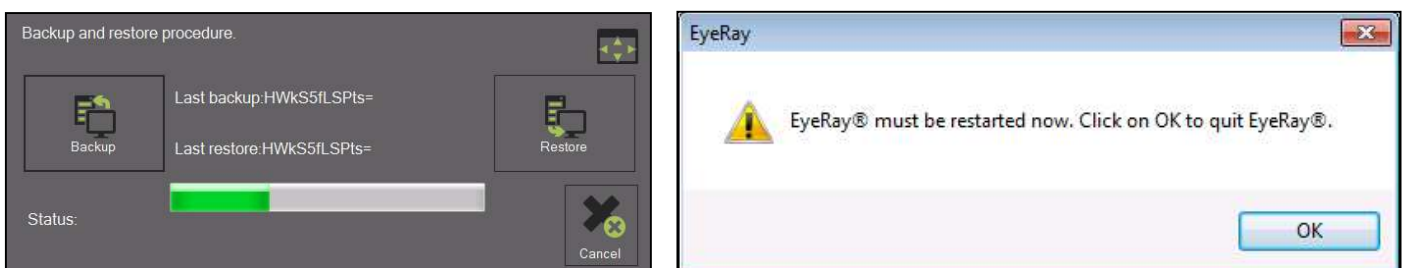 Backup and restore procedure.
Last backup:HWkS5fLSPts=
Backup
Last restore:HWkS5fLSPts=
Restore
Status:
Cancel
EyeRay
EyeRay® must be restarted now. Click on OK to quit EyeRay®.
OK